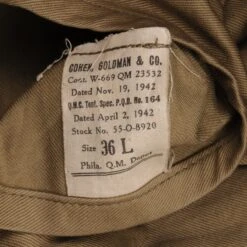 COHEN, GOLDMAN & CO.
Cont. W-669 QM 23532
Dated Nov. 19, 1942
Q.M.C. Tent. Spec. P.Q.D. No. 164
Dated April 2, 1942
Stock No. 55-O-8920
Size 36 L
Phila. Q.M. Depot